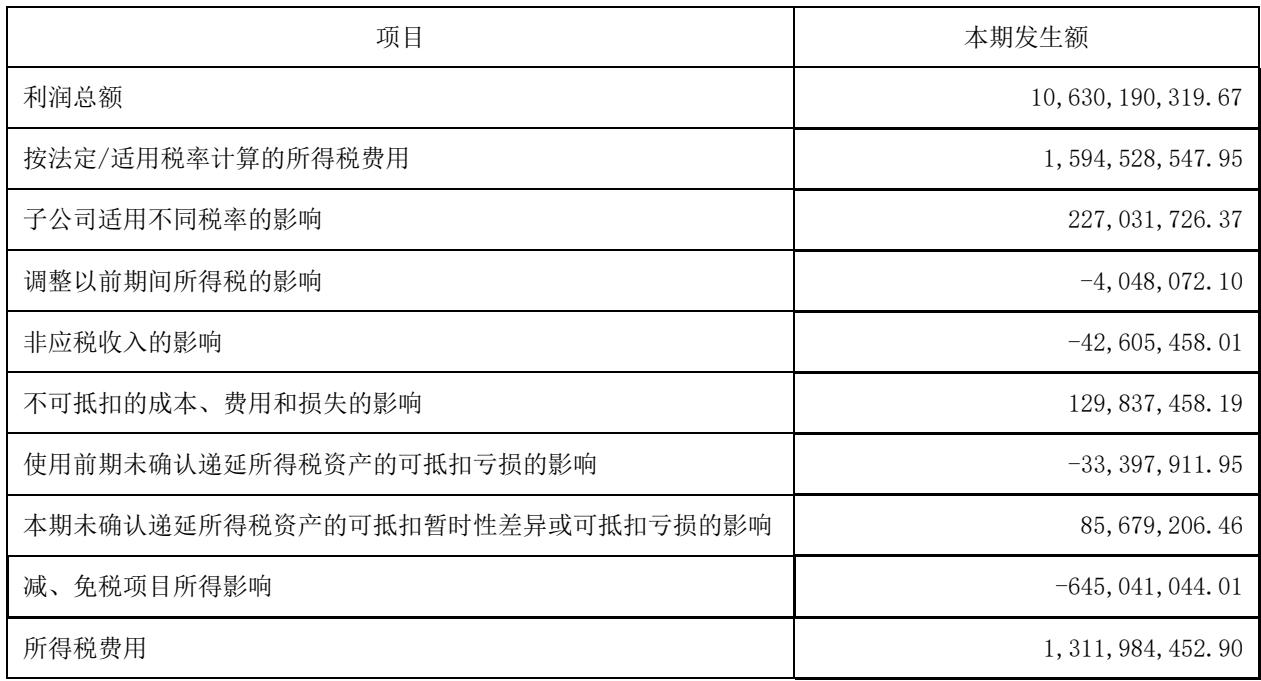 项目 本期发生额
利润总额 10,630,190,319.67
按法定/适用税率计算的所得税费用 1,594,528,547.95
子公司适用不同税率的影响 227,031,726.37
调整以前期间所得税的影响 -4,048,072.10
非应税收入的影响 -42,605,458.01
不可抵扣的成本、费用和损失的影响 129,837,458.19
使用前期未确认递延所得税资产的可抵扣亏损的影响 -33,397,911.95
本期未确认递延所得税资产的可抵扣暂时性差异或可抵扣亏损的影响 85,679,206.46
减、免税项目所得影响 -645,041,044.01
所得税费用 1,311,984,452.90